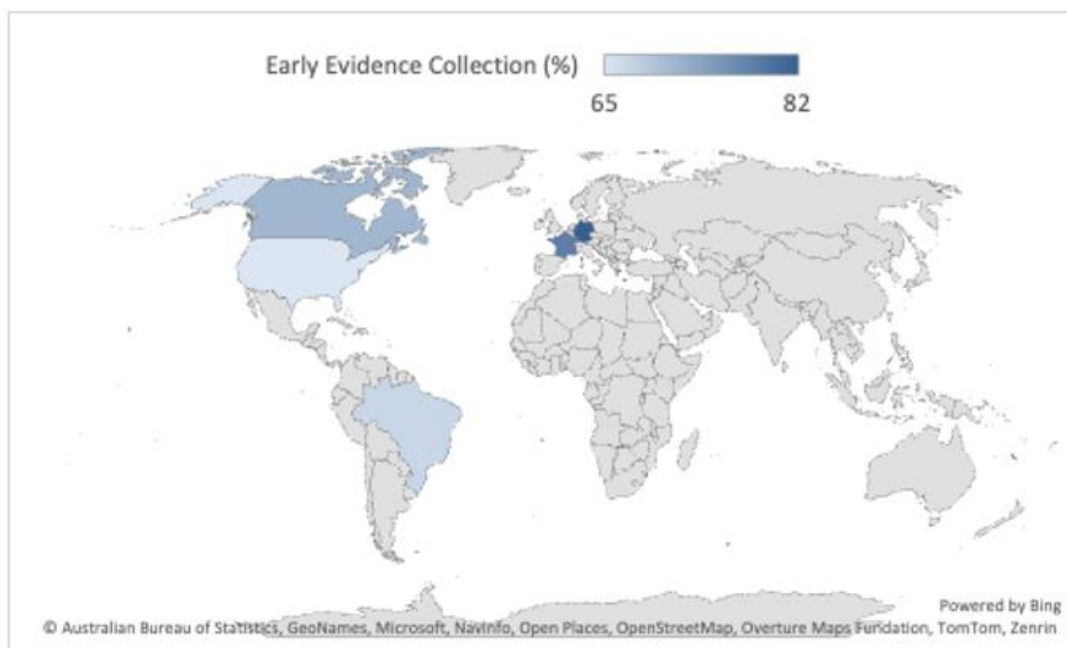 Early Evidence Collection (%)
65 82
Powered by Bing
© Australian Bureau of Statistics, GeoNames, Microsoft, NavInfo, Open Places, OpenStreetMap, Overture Maps Fundation, TomTom, Zenrin